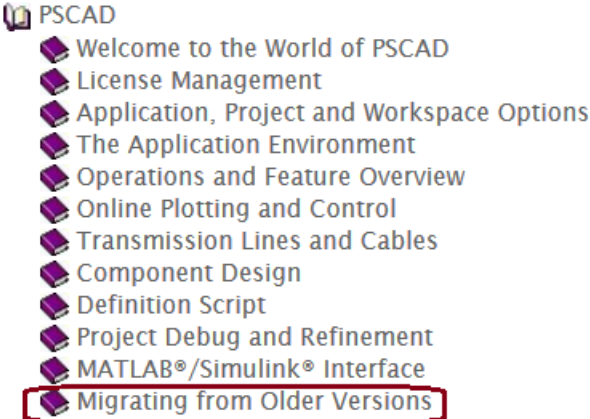 PSCAD
Welcome to the World of PSCAD
License Management
Application, Project and Workspace Options
The Application Environment
Operations and Feature Overview
Online Plotting and Control
Transmission Lines and Cables
Component Design
Definition Script
Project Debug and Refinement
MATLAB®/Simulink® Interface
Migrating from Older Versions